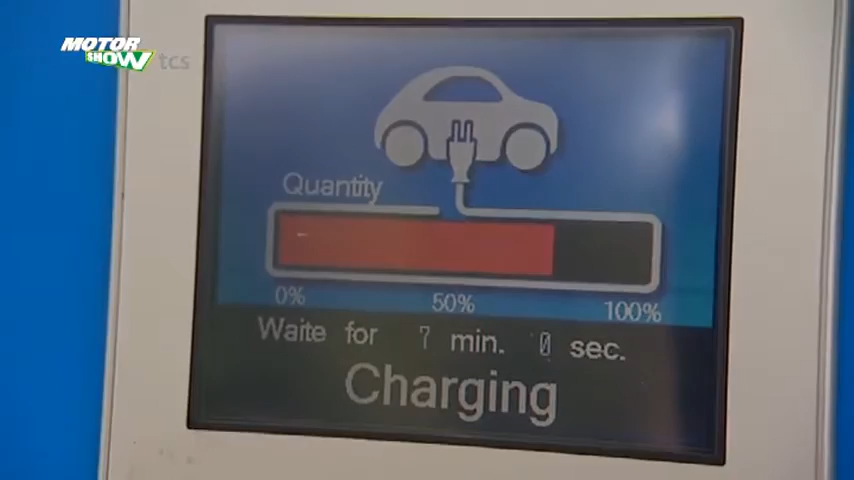 MOTOR
SHOW tcs
Quantity
0% 50% 100%
Waite for 7 min. 0 sec.
Charging